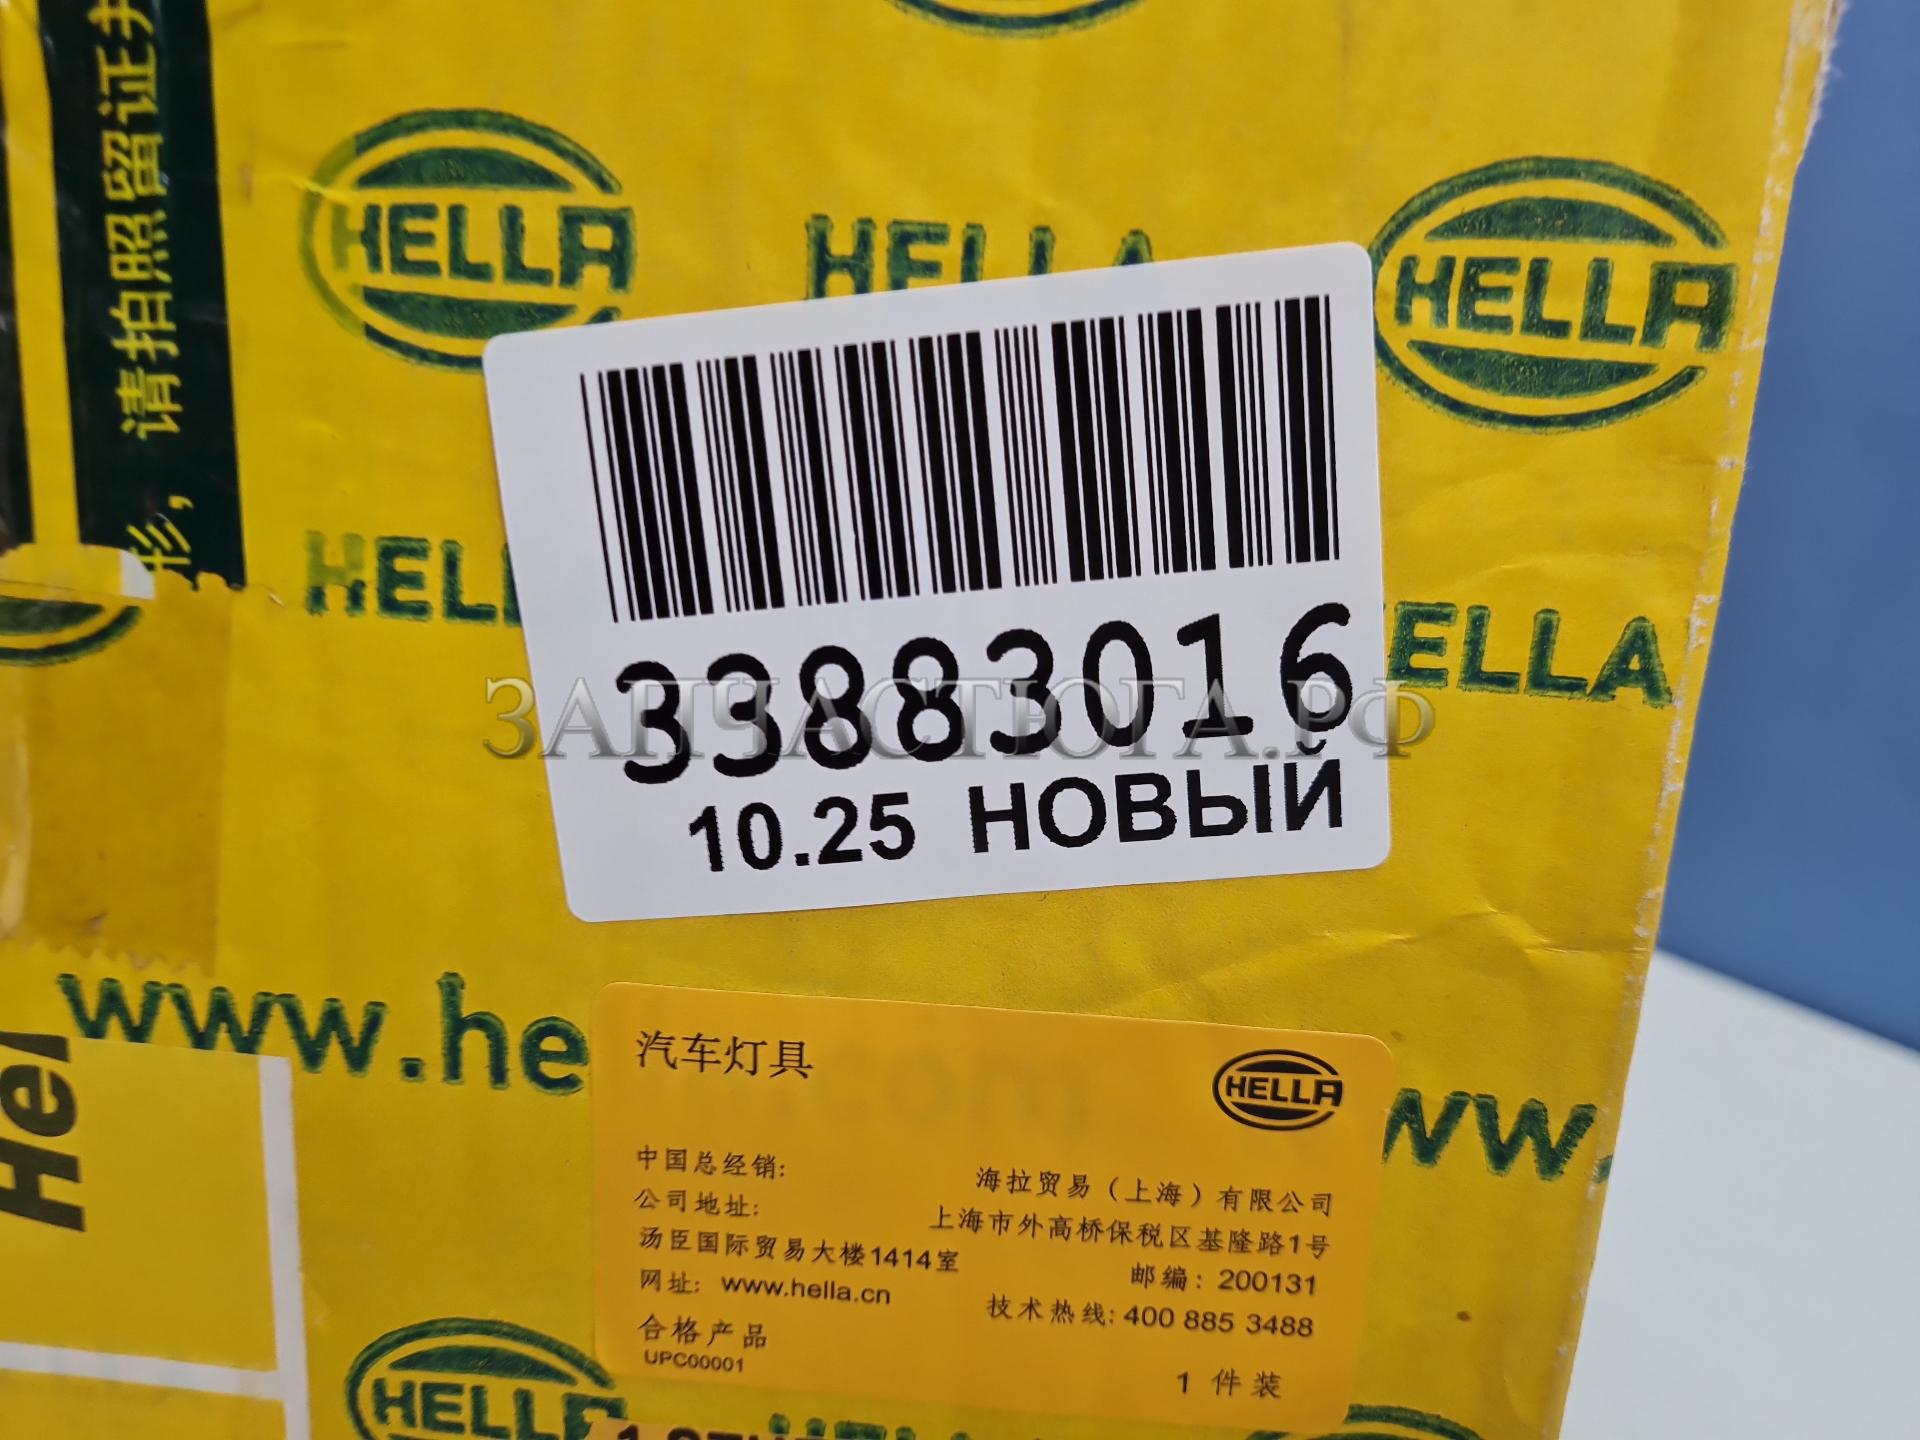 请拍照留证并
形，
HELLA
HELLA
HELLA
33883016
10.25 НОВЫЙ
ЗАПЧАСТЮГА.РФ
HELLA
www.he
汽车灯具
HELLA
中国总经销:
海拉贸易（上海）有限公司
公司地址:
上海市外高桥保税区基隆路1号
汤臣国际贸易大楼1414室
邮编: 200131
网址: www.hella.cn
技术热线: 400 885 3488
合格产品
UPC00001
1 件装
HELLA